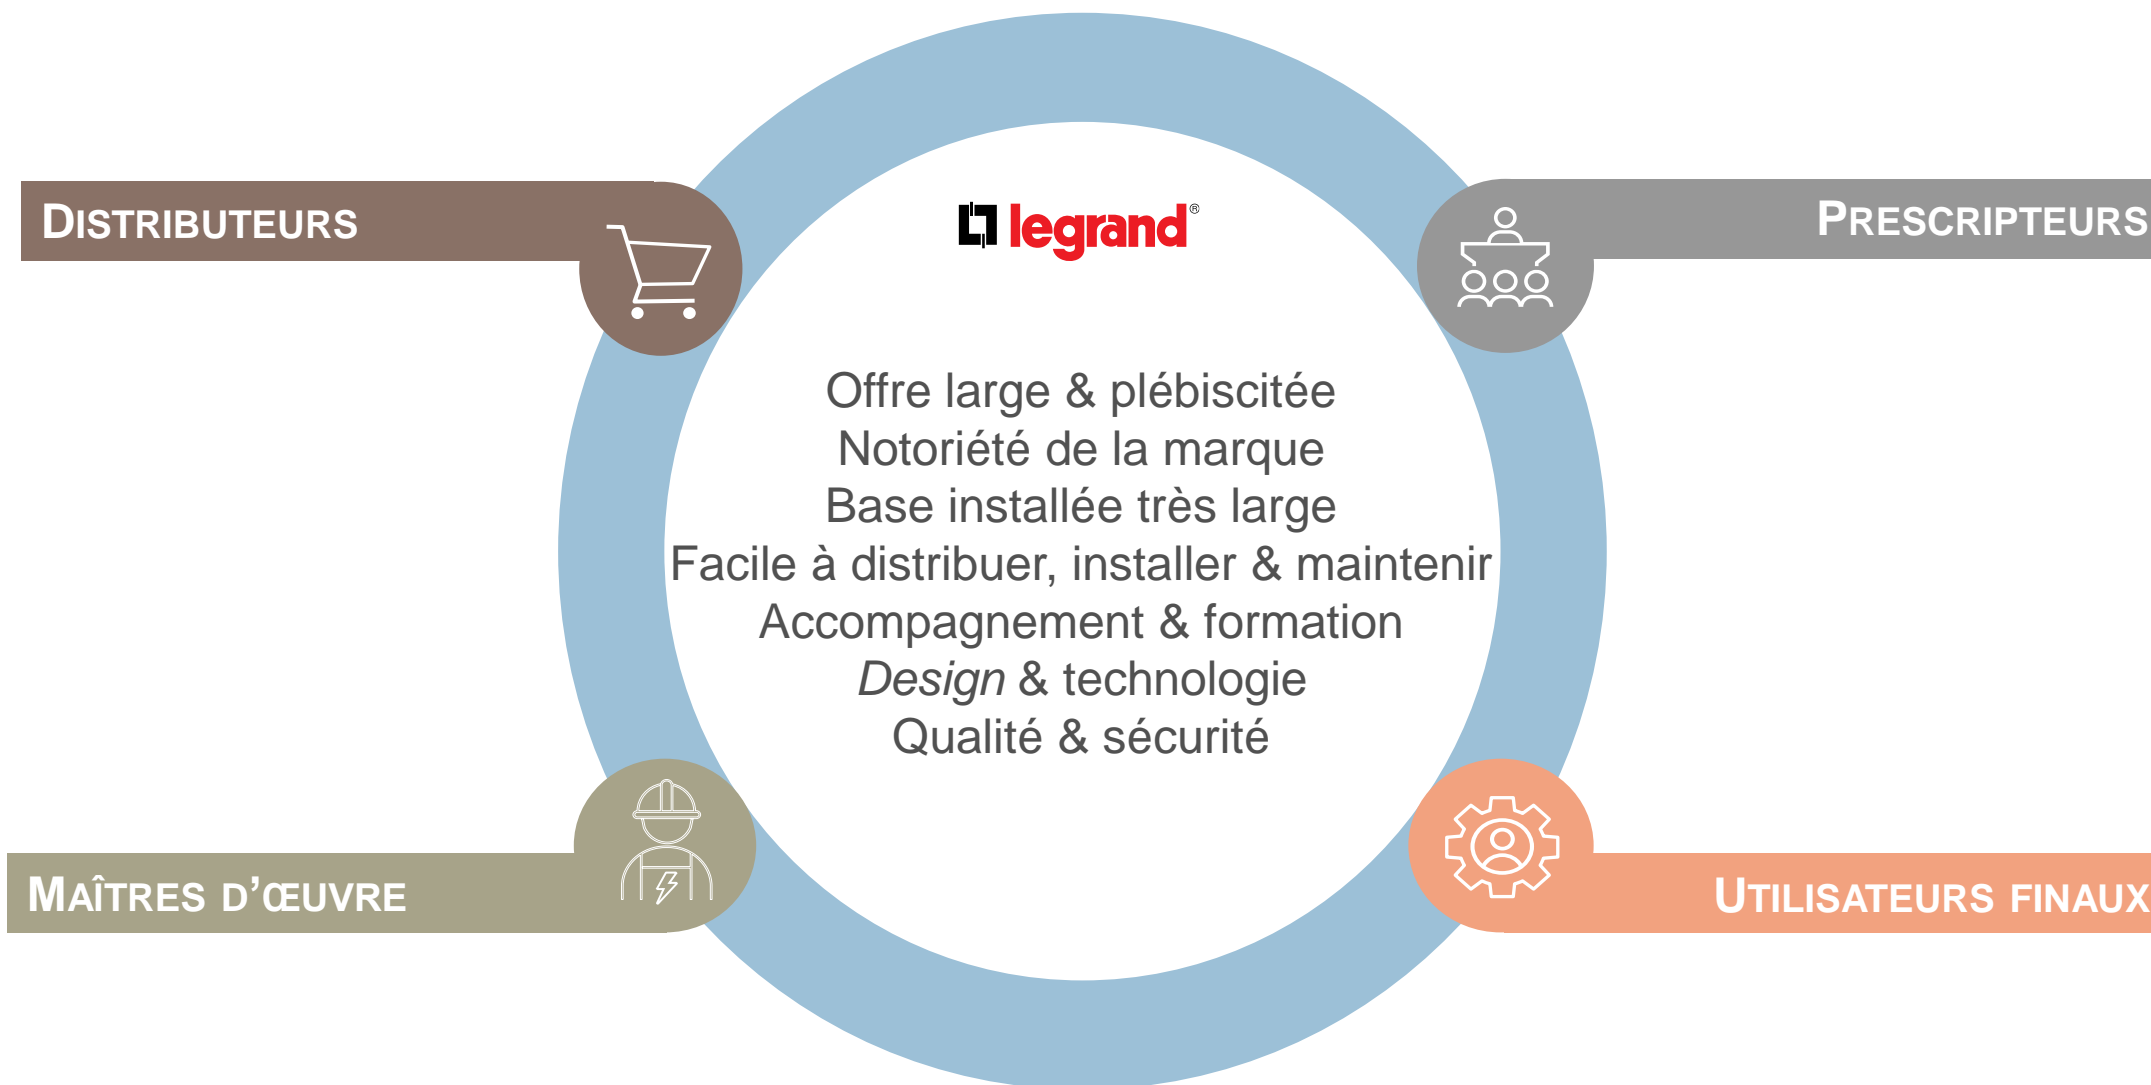 DISTRIBUTEURS
PRESCRIPTEURS
legrand®
Offre large & plébiscitée
Notoriété de la marque
Base installée très large
Facile à distribuer, installer & maintenir
Accompagnement & formation
Design & technologie
Qualité & sécurité
MAÎTRES D’ŒUVRE
UTILISATEURS FINAUX